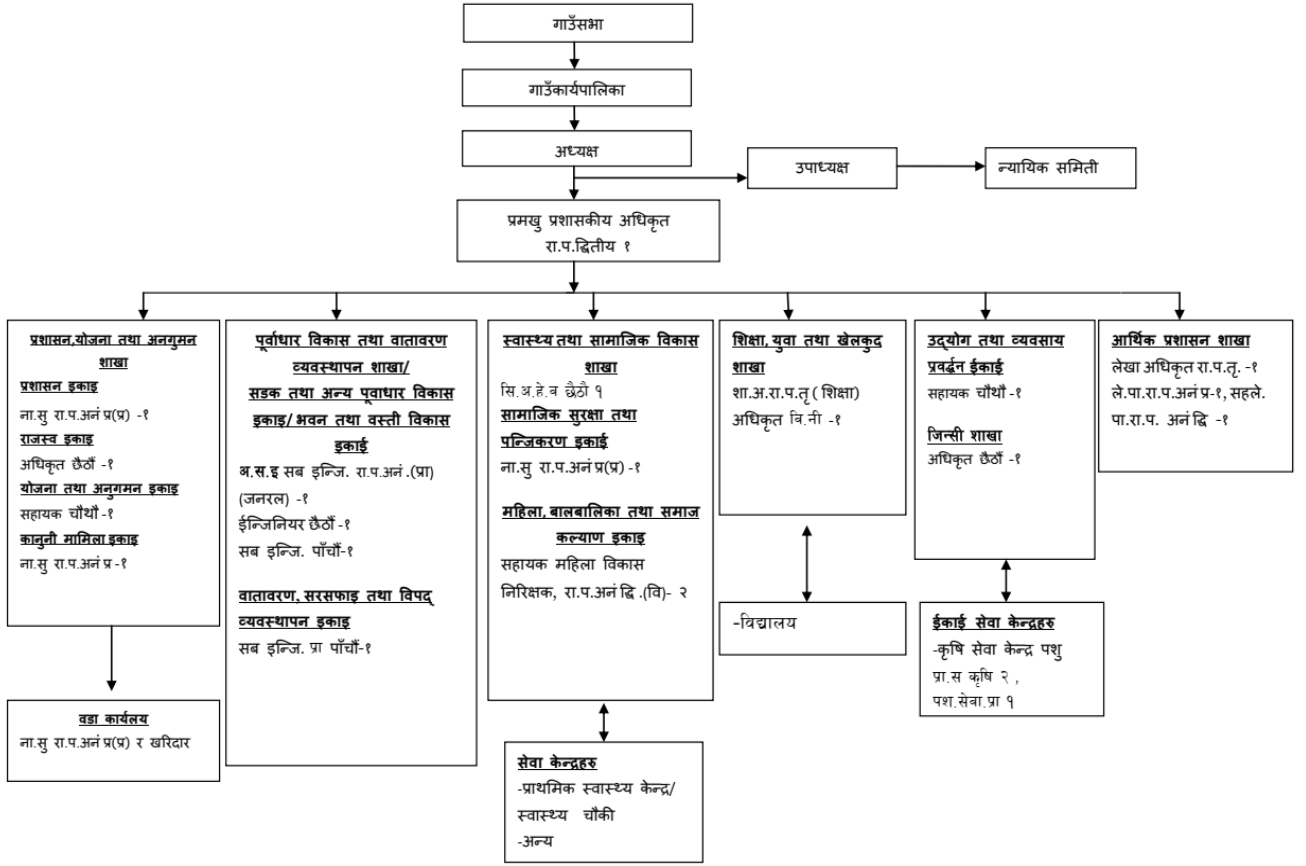 गाउँसभा
गाउँकार्यपालिका
अध्यक्ष
उपाध्यक्ष
न्यायिक समिती
प्रमखु प्रशासकीय अधिकृत
रा.प.द्वितीय १
प्रशासन,योजना तथा अनगुमन
शाखा
प्रशासन इकाइ
ना.सु रा.प.अनं प्र(प्र) -१
राजस्व इकाइ
अधिकृत छैठौं -१
योजना तथा अनुगमन इकाइ
सहायक चौथौ -१
कानुनी मामिला इकाइ
ना.सु रा.प.अनं प्र -१
वडा कार्यलय
ना.सु रा.प.अनं प्र(प्र) र खरिदार
पूर्वाधार विकास तथा वातावरण
व्यवस्थापन शाखा/
सडक तथा अन्य पूवाधार विकास
इकाइ/ भवन तथा वस्ती विकास
इकाई
अ.स.इ सब इन्जि. रा.प.अनं .(प्रा)
(जनरल) -१
ईन्जिनियर छैठौं -१
सब इन्जि. पाँचौं-१
वातावरण, सरसफाइ तथा विपद्
व्यवस्थापन इकाइ
सब इन्जि. प्रा पाँचौं-१
स्वास्थ्य तथा सामाजिक विकास
शाखा
सि.अ.हे.व छैठौ १
सामाजिक सुरक्षा तथा
पन्जिकरण इकाई
ना.सु रा.प.अनं प्र(प्र) -१
महिला, बालबालिका तथा समाज
कल्याण इकाइ
सहायक महिला विकास
निरिक्षक, रा.प.अनं द्वि .(वि)- २
सेवा केन्द्रहरु
-प्राथमिक स्वास्थ्य केन्द्र/
स्वास्थ्य चौकी
-अन्य
शिक्षा, युवा तथा खेलकुद
शाखा
शा.अ.रा.प.तृ ( शिक्षा)
अधिकृत वि.नी -१
-विद्यालय
उद्योग तथा व्यवसाय
प्रवर्द्धन ईकाई
सहायक चौथौ -१
जिन्सी शाखा
अधिकृत छैठौं -१
ईकाई सेवा केन्द्रहरु
-कृषि सेवा केन्द्र पशु
प्रा.स कृषि २ ,
पश.सेवा.प्रा १
आर्थिक प्रशासन शाखा
लेखा अधिकृत रा.प.तृ. -१
ले.पा.रा.प.अनं प्र-१, सहले.
पा.रा.प. अनं द्वि -१